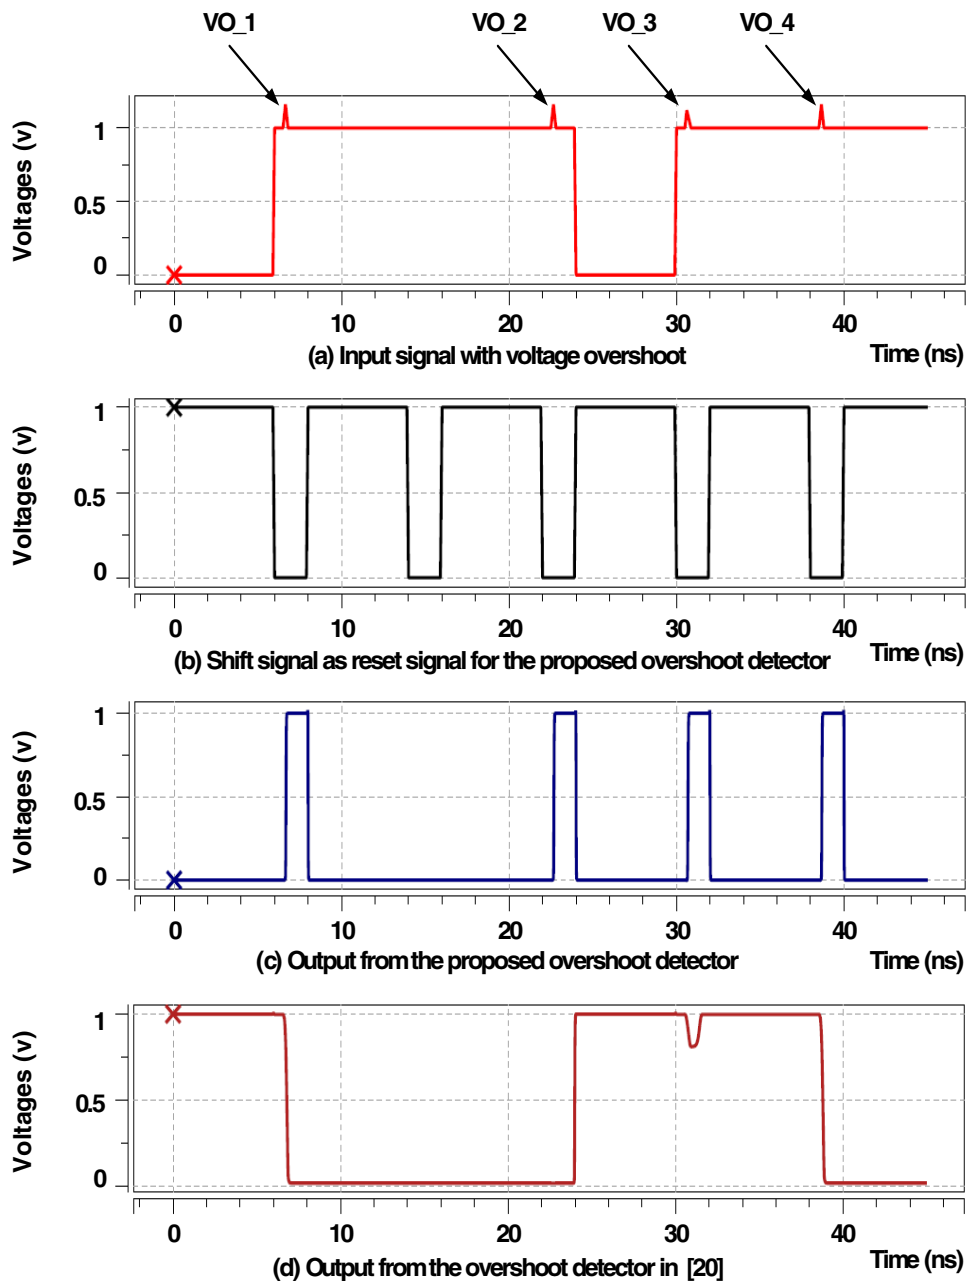 VO_1 VO_2 VO_3 VO_4
Voltages (v)
1
0.5
0
0 10 20 30 40
(a) Input signal with voltage overshoot Time (ns)
Voltages (v)
1
0.5
0
0 10 20 30 40
(b) Shift signal as reset signal for the proposed overshoot detector Time (ns)
Voltages (v)
1
0.5
0
0 10 20 30 40
(c) Output from the proposed overshoot detector Time (ns)
Voltages (v)
1
0.5
0
0 10 20 30 40
(d) Output from the overshoot detector in [20] Time (ns)